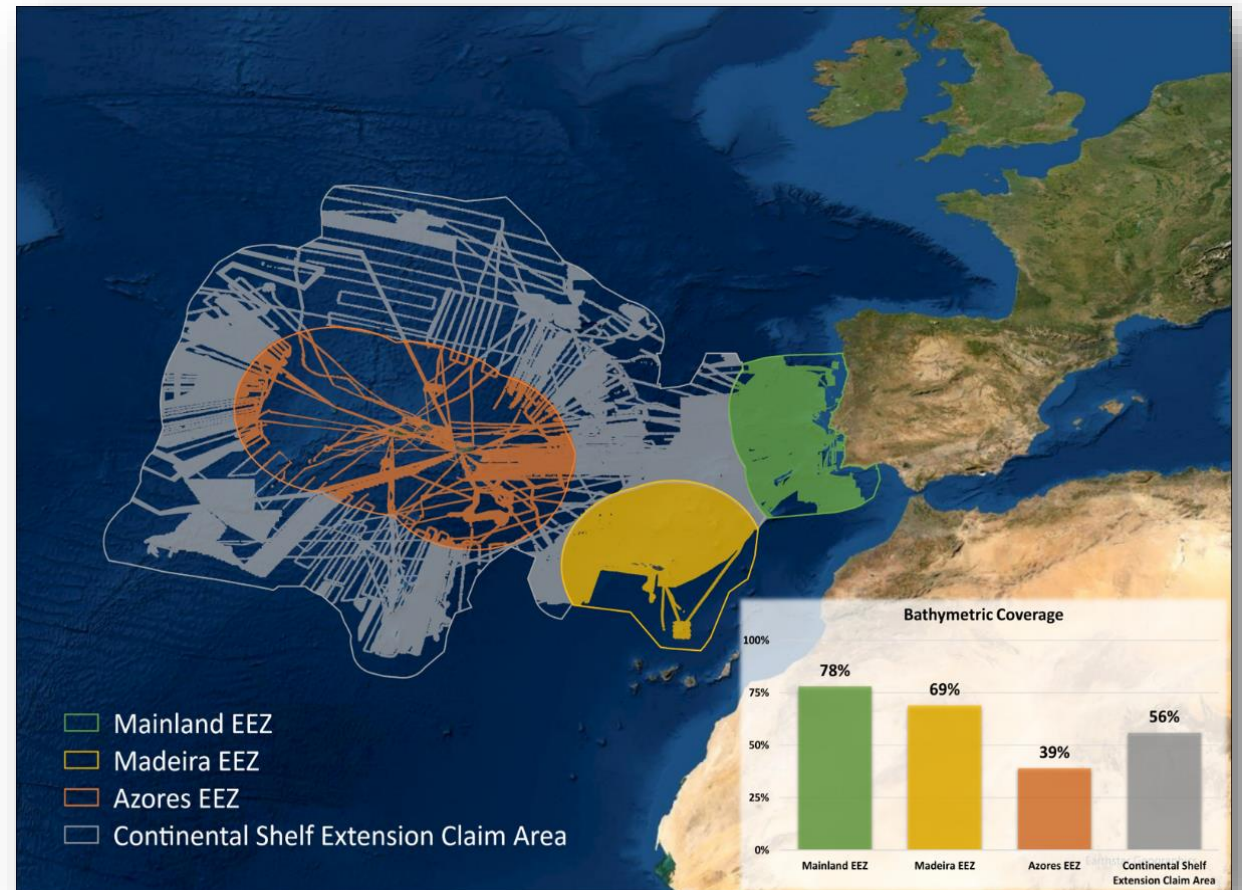 Mainland EEZ
Madeira EEZ
Azores EEZ
Continental Shelf Extension Claim Area
Bathymetric Coverage
100%
75%
50%
25%
0%
78%
69%
39%
56%
Mainland EEZ
Madeira EEZ
Azores EEZ
Continental Shelf
Extension Claim Area